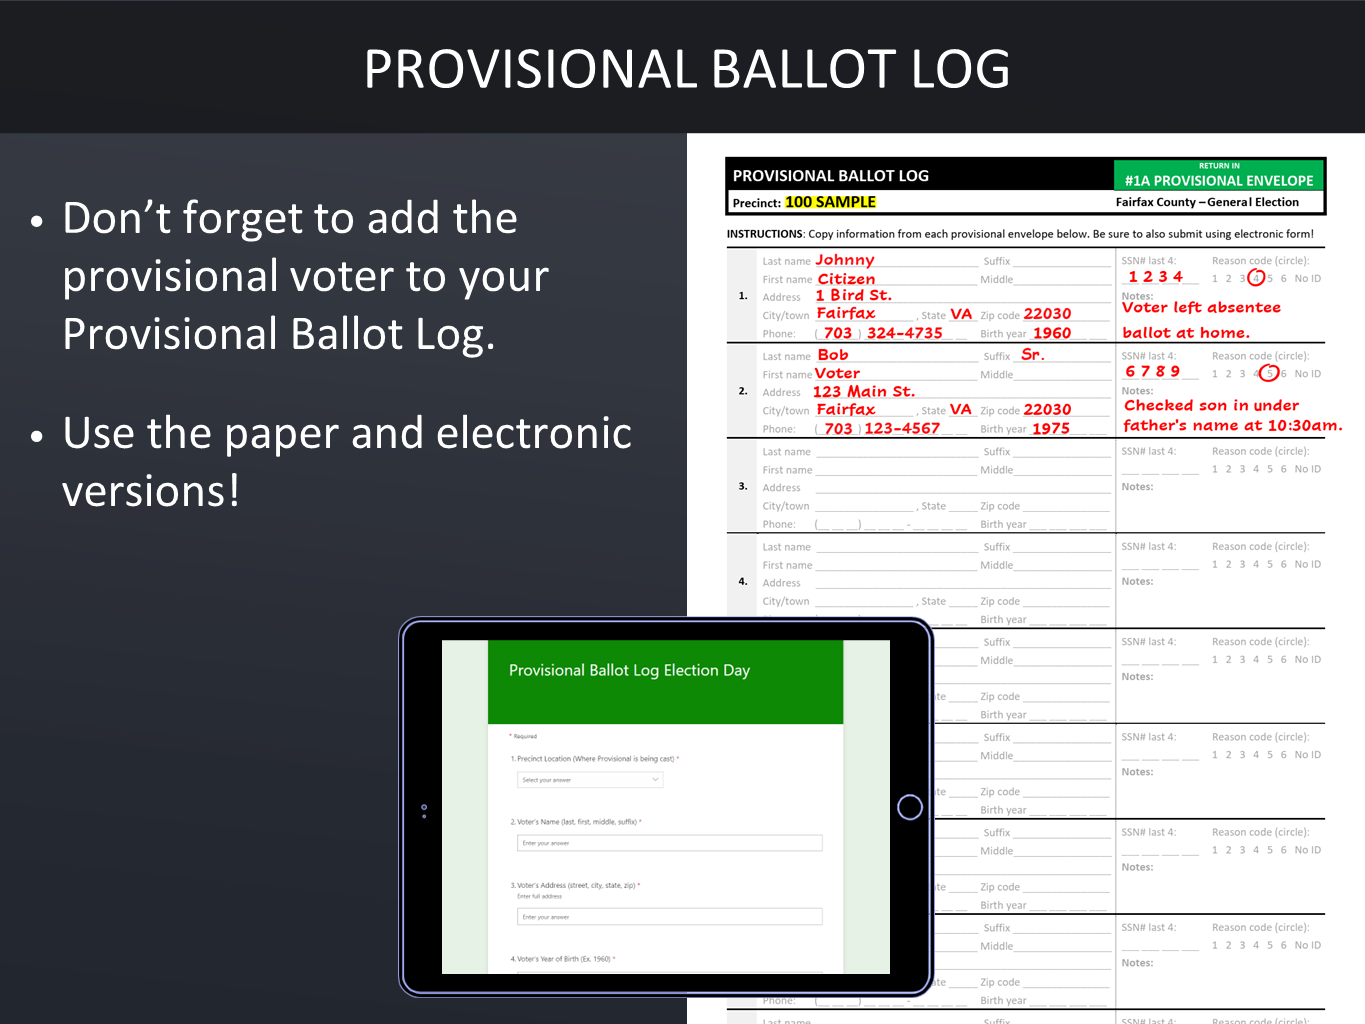 PROVISIONAL BALLOT LOG
• Don’t forget to add the
provisional voter to your
Provisional Ballot Log.
• Use the paper and electronic
versions!
PROVISIONAL BALLOT LOG
RETURN IN
#1A PROVISIONAL ENVELOPE
Precinct: 100 SAMPLE
Fairfax County – General Election
INSTRUCTIONS: Copy information from each provisional envelope below. Be sure to also submit using electronic form!
1.
Last name Johnny Suffix
First name Citizen Middle
Address 1 Bird St.
City/town Fairfax , State VA Zip code 22030
Phone: (703) 324-4735 Birth year 1960
SSN# last 4: Reason code (circle):
1 2 3 4 1 2 3 4 5 6 No ID
Notes:
Voter left absentee
ballot at home.
2.
Last name Bob Suffix Sr.
First name Voter Middle
Address 123 Main St.
City/town Fairfax , State VA Zip code 22030
Phone: (703) 123-4567 Birth year 1975
SSN# last 4: Reason code (circle):
6 7 8 9 1 2 3 4 5 6 No ID
Notes:
Checked son in under
father's name at 10:30am.
3.
Last name Suffix
First name Middle
Address
City/town , State Zip code
Phone: ( ) - Birth year
SSN# last 4: Reason code (circle):
1 2 3 4 5 6 No ID
Notes:
4.
Last name Suffix
First name Middle
Address
City/town , State Zip code
Birth year
SSN# last 4: Reason code (circle):
1 2 3 4 5 6 No ID
Notes:
Suffix
Middle
Zip code
Birth year
SSN# last 4: Reason code (circle):
1 2 3 4 5 6 No ID
Notes:
Suffix
Middle
Zip code
Birth year
SSN# last 4: Reason code (circle):
1 2 3 4 5 6 No ID
Notes:
Suffix
Middle
Zip code
Birth year
SSN# last 4: Reason code (circle):
1 2 3 4 5 6 No ID
Notes:
Suffix
Middle
Zip code
Phone: ( ) - Birth year
SSN# last 4: Reason code (circle):
1 2 3 4 5 6 No ID
Notes:
Last name Suffix
SSN# last 4: Reason code (circle):
Provisional Ballot Log Election Day
* Required
1. Precinct Location (Where Provisional is being cast) *
Select your answer
2. Voter's Name (last, first, middle, suffix) *
Enter your answer
3. Voter's Address (street, city, state, zip) *
Enter full address
Enter your answer
4. Voter's Year of Birth (Ex. 1960) *